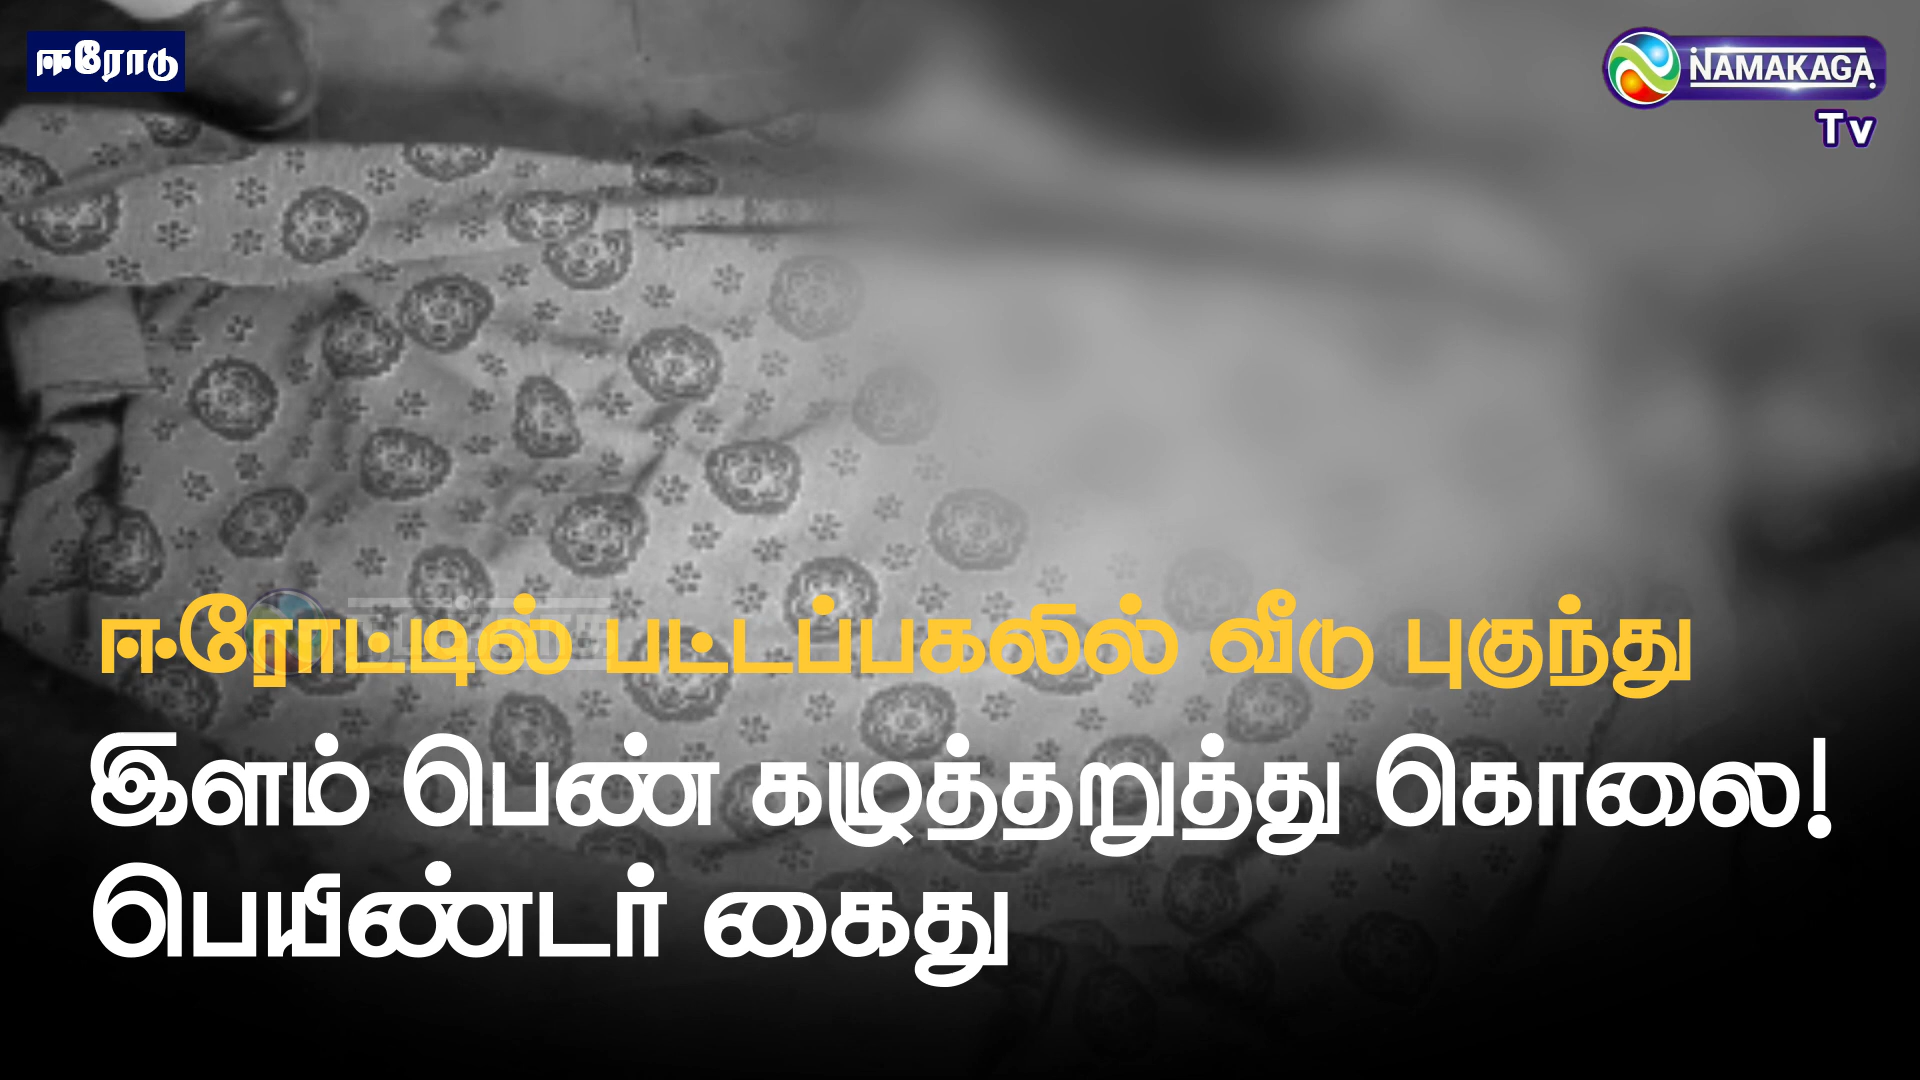 ஈரோடு
NAMAKAGA
Tv
ஈரோட்டில் பட்டப்பகலில் வீடு புகுந்து
இளம் பெண் கழுத்தறுத்து கொலை!
பெயிண்டர் கைது